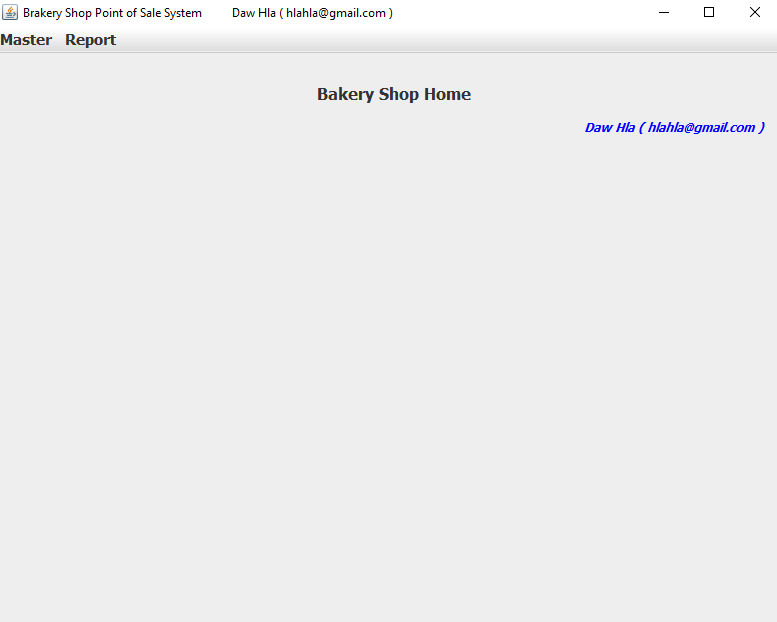 Brakery Shop Point of Sale System Daw Hla ( hlahla@gmail.com )
Master Report
Bakery Shop Home
Daw Hla ( hlahla@gmail.com )